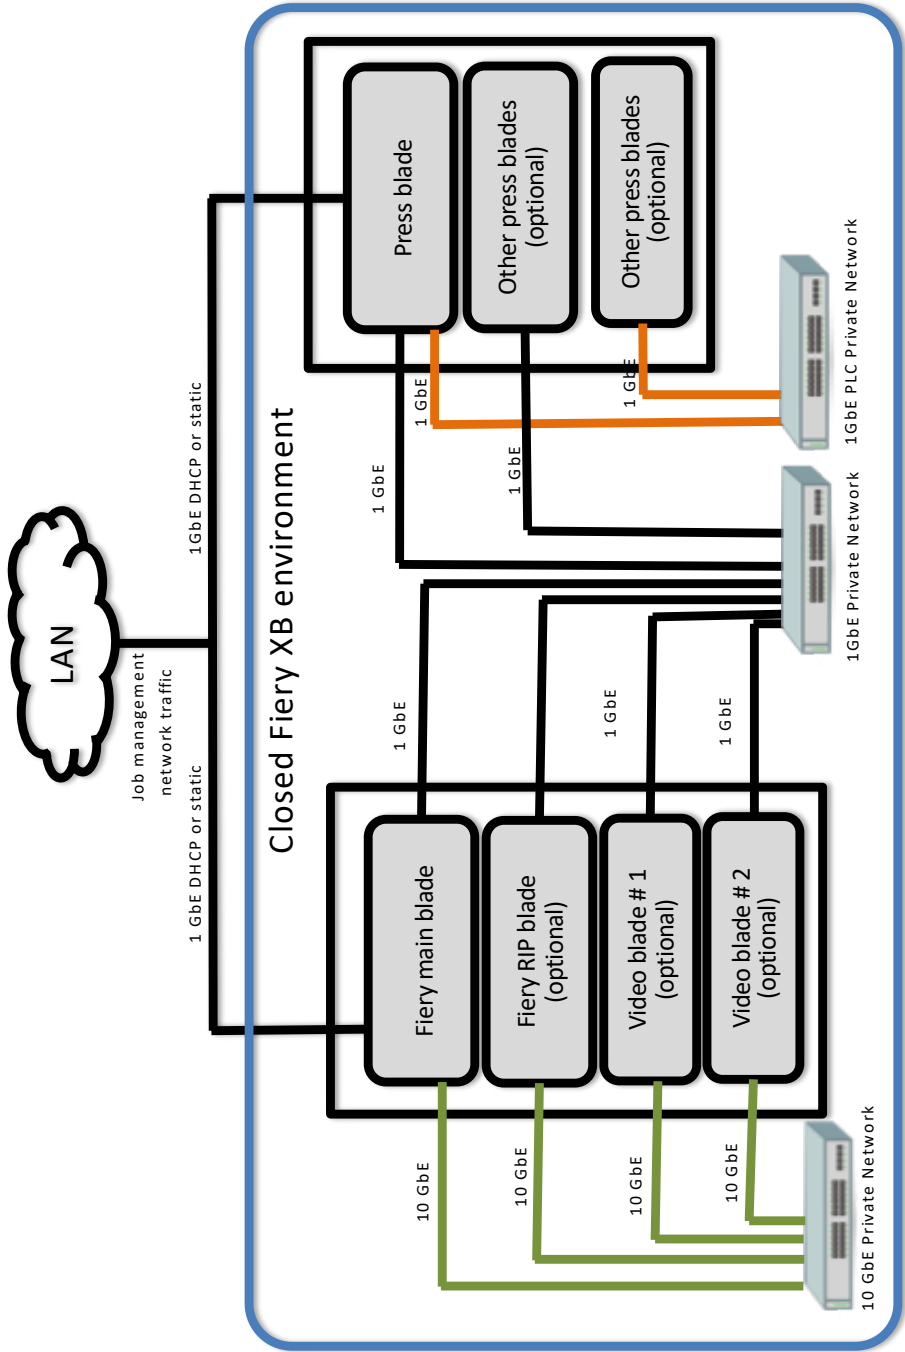 LAN
Job management
network traffic
1 GbE DHCP or static
1GbE DHCP or static
Closed Fiery XB environment
Fiery main blade
Fiery RIP blade
(optional)
Video blade # 1
(optional)
Video blade # 2
(optional)
Press blade
Other press blades
(optional)
Other press blades
(optional)
10 GbE
10 GbE
10 GbE
10 GbE
1 GbE
1 GbE
1 GbE
1 GbE
1 GbE
1 GbE
1 GbE
10 GbE Private Network
1GbE Private Network
1GbE PLC Private Network